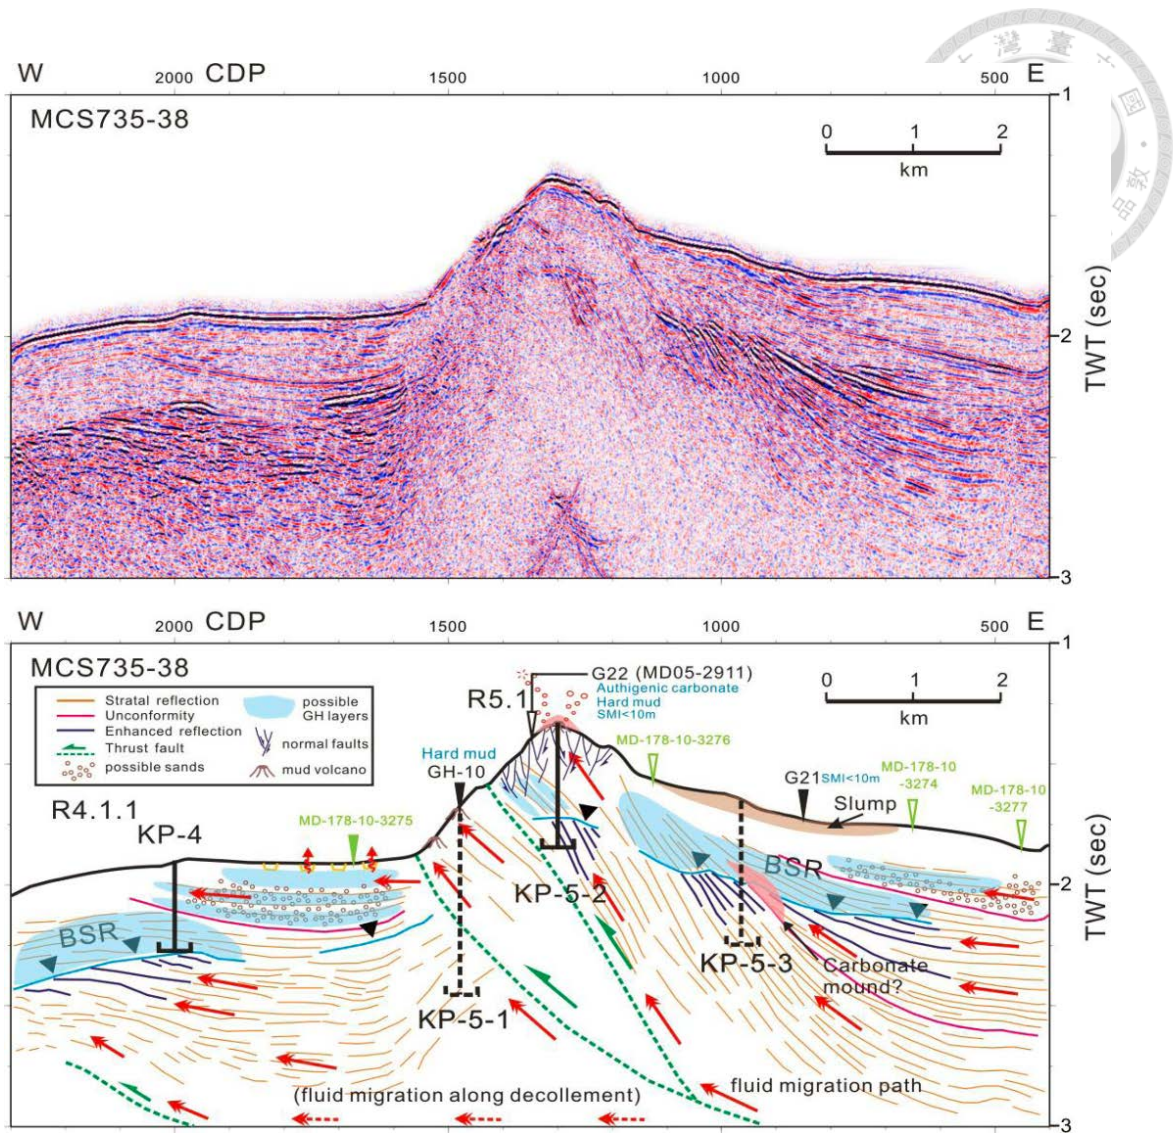 W 2000 CDP 1500 1000 500 E
MCS735-38
0 1 2
km
1
2
3
TWT (sec)
灣 臺
國
品 敦
W 2000 CDP 1500 1000 500 E
MCS735-38
Stratal reflection
Unconformity
Enhanced reflection
Thrust fault
possible sands
possible
GH layers
normal faults
mud volcano
R5.1
G22 (MD05-2911)
Authigenic carbonate
Hard mud
SMI<10m
0 1 2
km
Hard mud
GH-10
MD-178-10-3276
G21 SMI<10m
MD-178-10
-3274
MD-178-10
-3277
Slump
R4.1.1
KP-4
MD-178-10-3275
BSR
BSR
KP-5-2
KP-5-3
Carbonate
mound?
KP-5-1
fluid migration path
(fluid migration along decollement)
1
2
3
TWT (sec)